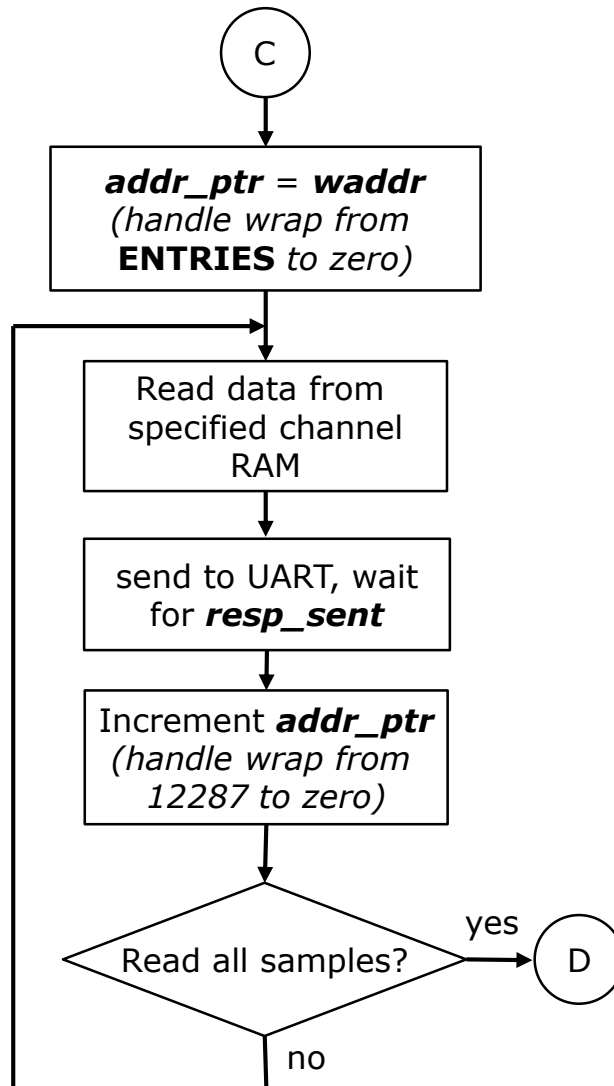 C
addr_ptr = waddr
(handle wrap from
ENTRIES to zero)
Read data from
specified channel
RAM
send to UART, wait
for resp_sent
Increment addr_ptr
(handle wrap from
12287 to zero)
yes
Read all samples?
D
no